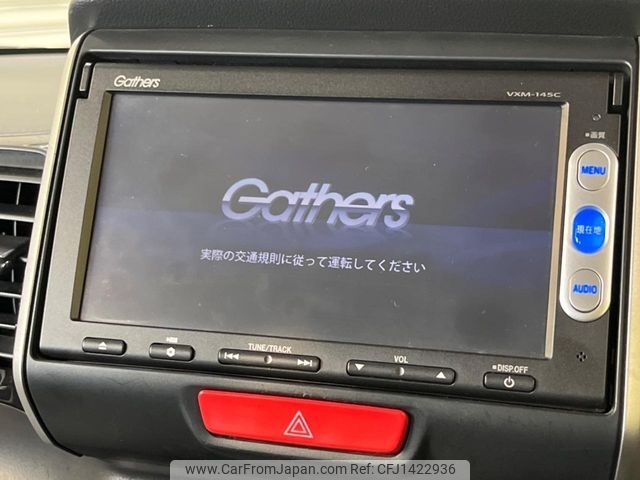 Gathers
VXM-145C
画質
MENU
Gathers
現在地
実際の交通規則に従って運転してください
AUDIO
TUNE/TRACK
VOL
DISP.OFF
www.CarFromJapan.com CFJ1422936